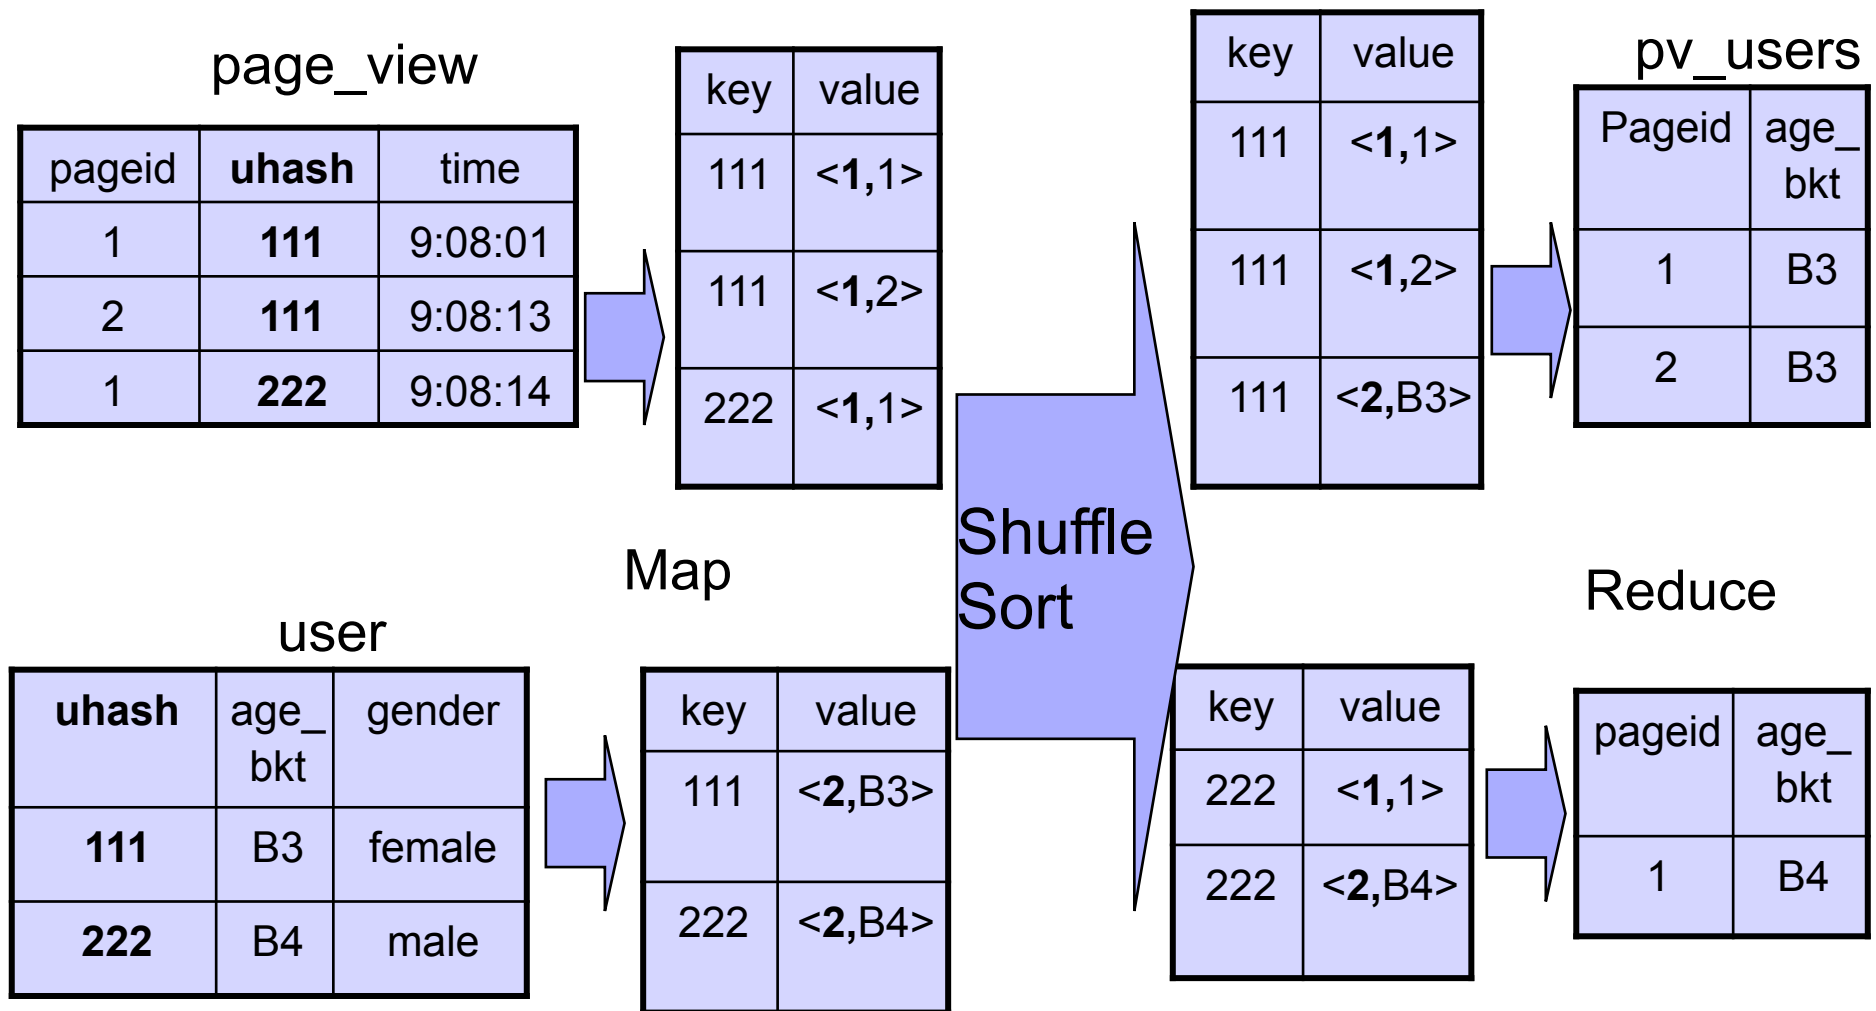 page_view
pageid uhash time
1 111 9:08:01
2 111 9:08:13
1 222 9:08:14
key value
111 <1,1>
111 <1,2>
222 <1,1>
user
uhash age_ gender
bkt
111 B3 female
222 B4 male
Map
key value
111 <2,B3>
222 <2,B4>
Shuffle
Sort
key value
111 <1,1>
111 <1,2>
111 <2,B3>
key value
222 <1,1>
222 <2,B4>
pv_users
Pageid age_
bkt
1 B3
2 B3
Reduce
pageid age_
bkt
1 B4